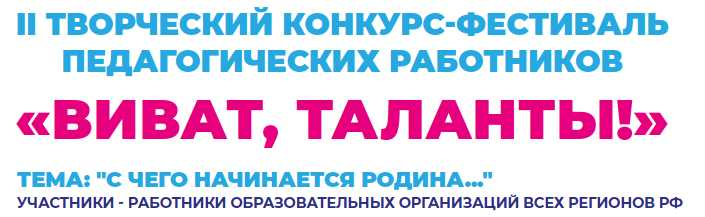 II ТВОРЧЕСКИЙ КОНКУРС-ФЕСТИВАЛЬ
ПЕДАГОГИЧЕСКИХ РАБОТНИКОВ
«ВИВАТ, ТАЛАНТЫ!»
ТЕМА: "С ЧЕГО НАЧИНАЕТСЯ РОДИНА..."
УЧАСТНИКИ - РАБОТНИКИ ОБРАЗОВАТЕЛЬНЫХ ОРГАНИЗАЦИЙ ВСЕХ РЕГИОНОВ РФ